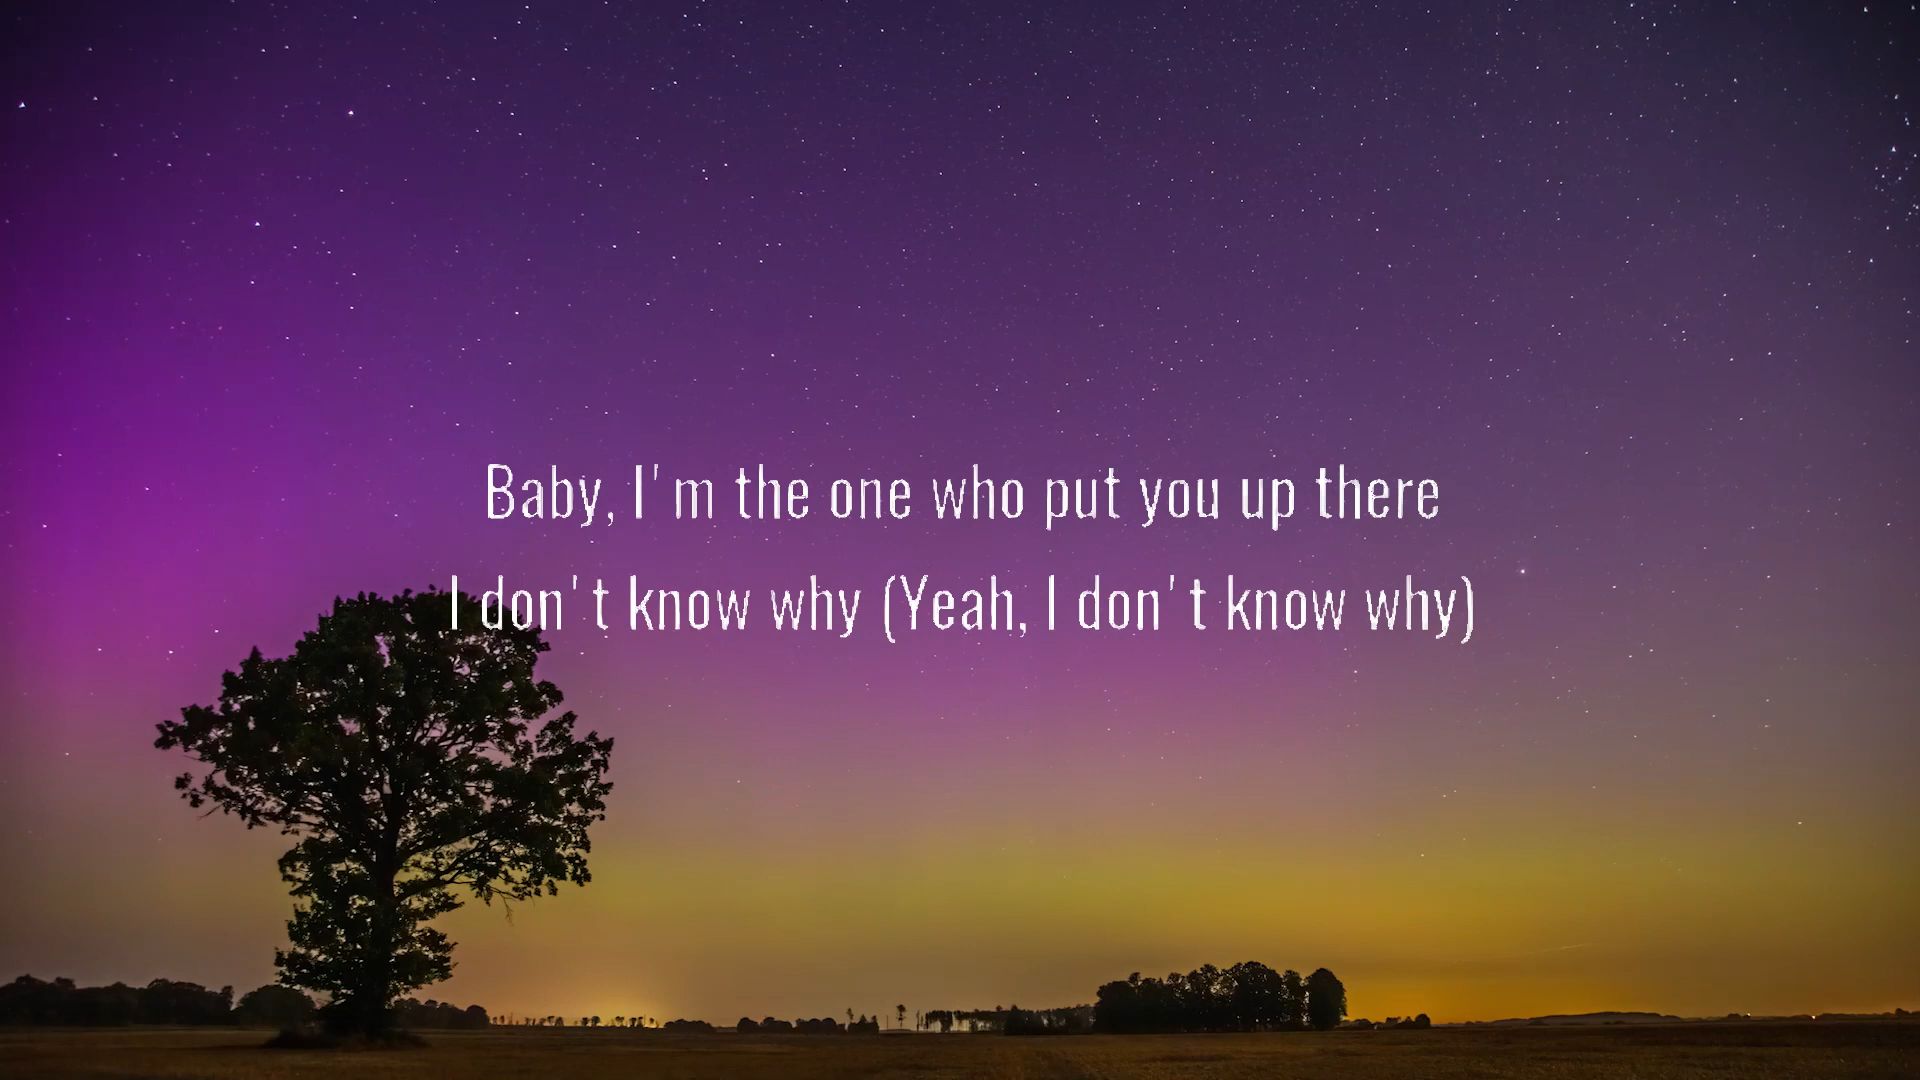 Baby, I'm the one who put you up there
I don't know why (Yeah, I don't know why)